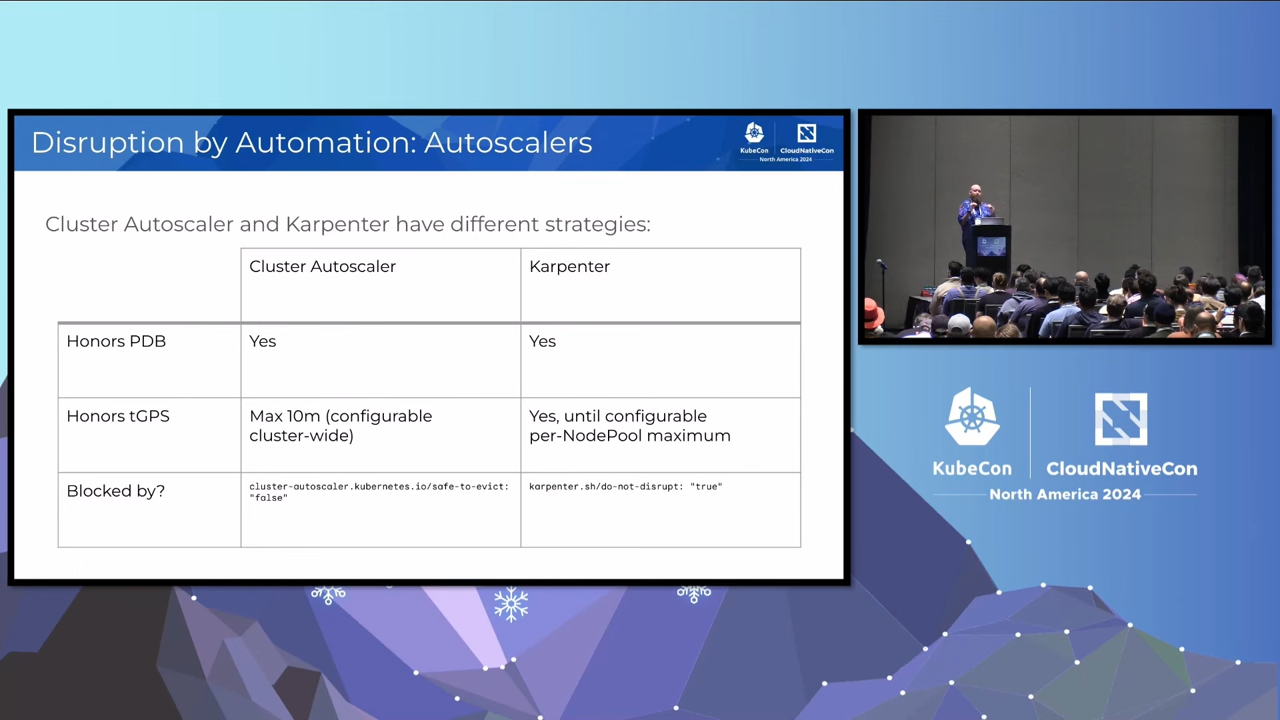 Disruption by Automation: Autoscalers
KubeCon
CloudNativeCon
North America 2024
Cluster Autoscaler and Karpenter have different strategies:
Cluster Autoscaler
Karpenter
Honors PDB
Yes
Yes
Honors tGPS
Max 10m (configurable
cluster-wide)
Yes, until configurable
per-NodePool maximum
Blocked by?
cluster-autoscaler.kubernetes.io/safe-to-evict:
"false"
karpenter.sh/do-not-disrupt: "true"
KubeCon
CloudNativeCon
North America 2024